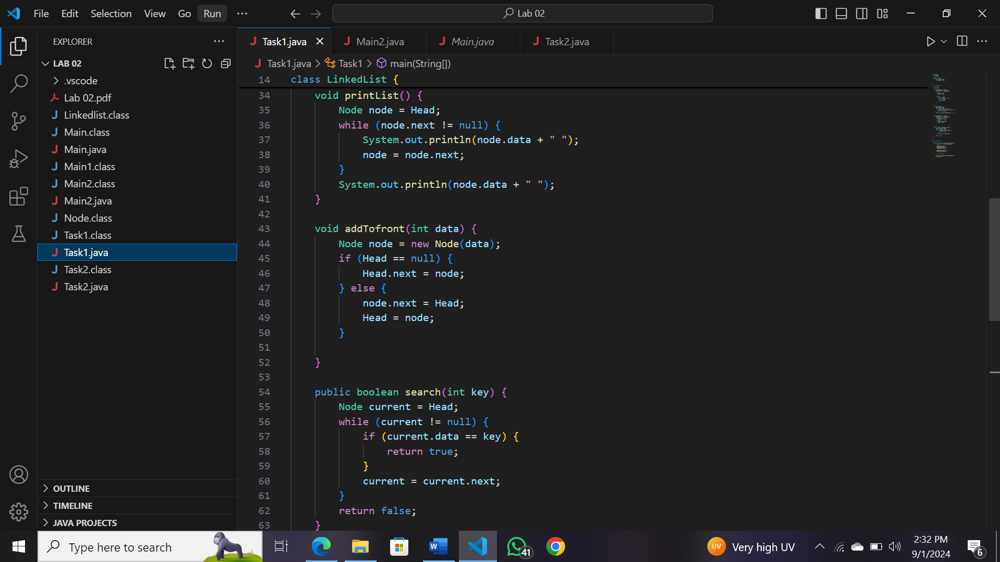 File Edit Selection View Go Run ··· Lab 02
EXPLORER ···
LAB 02
.vscode
Lab 02.pdf
Linkedlist.class
Main.class
Main.java
Main1.class
Main2.class
Main2.java
Node.class
Task1.class
Task1.java
Task2.class
Task2.java
OUTLINE
TIMELINE
JAVA PROJECTS
Task1.java Main2.java Main.java Task2.java
Task1.java > Task1 > main(String[])
14 class LinkedList {
34 void printList() {
35 Node node = Head;
36 while (node.next != null) {
37 System.out.println(node.data + " ");
38 node = node.next;
39 }
40 System.out.println(node.data + " ");
41 }
42
43 void addTofront(int data) {
44 Node node = new Node(data);
45 if (Head == null) {
46 Head.next = node;
47 } else {
48 node.next = Head;
49 Head = node;
50 }
51
52 }
53
54 public boolean search(int key) {
55 Node current = Head;
56 while (current != null) {
57 if (current.data == key) {
58 return true;
59 }
60 current = current.next;
61 }
62 return false;
63 }
Type here to search
W
41
UV Very high UV
2:32 PM
9/1/2024
6